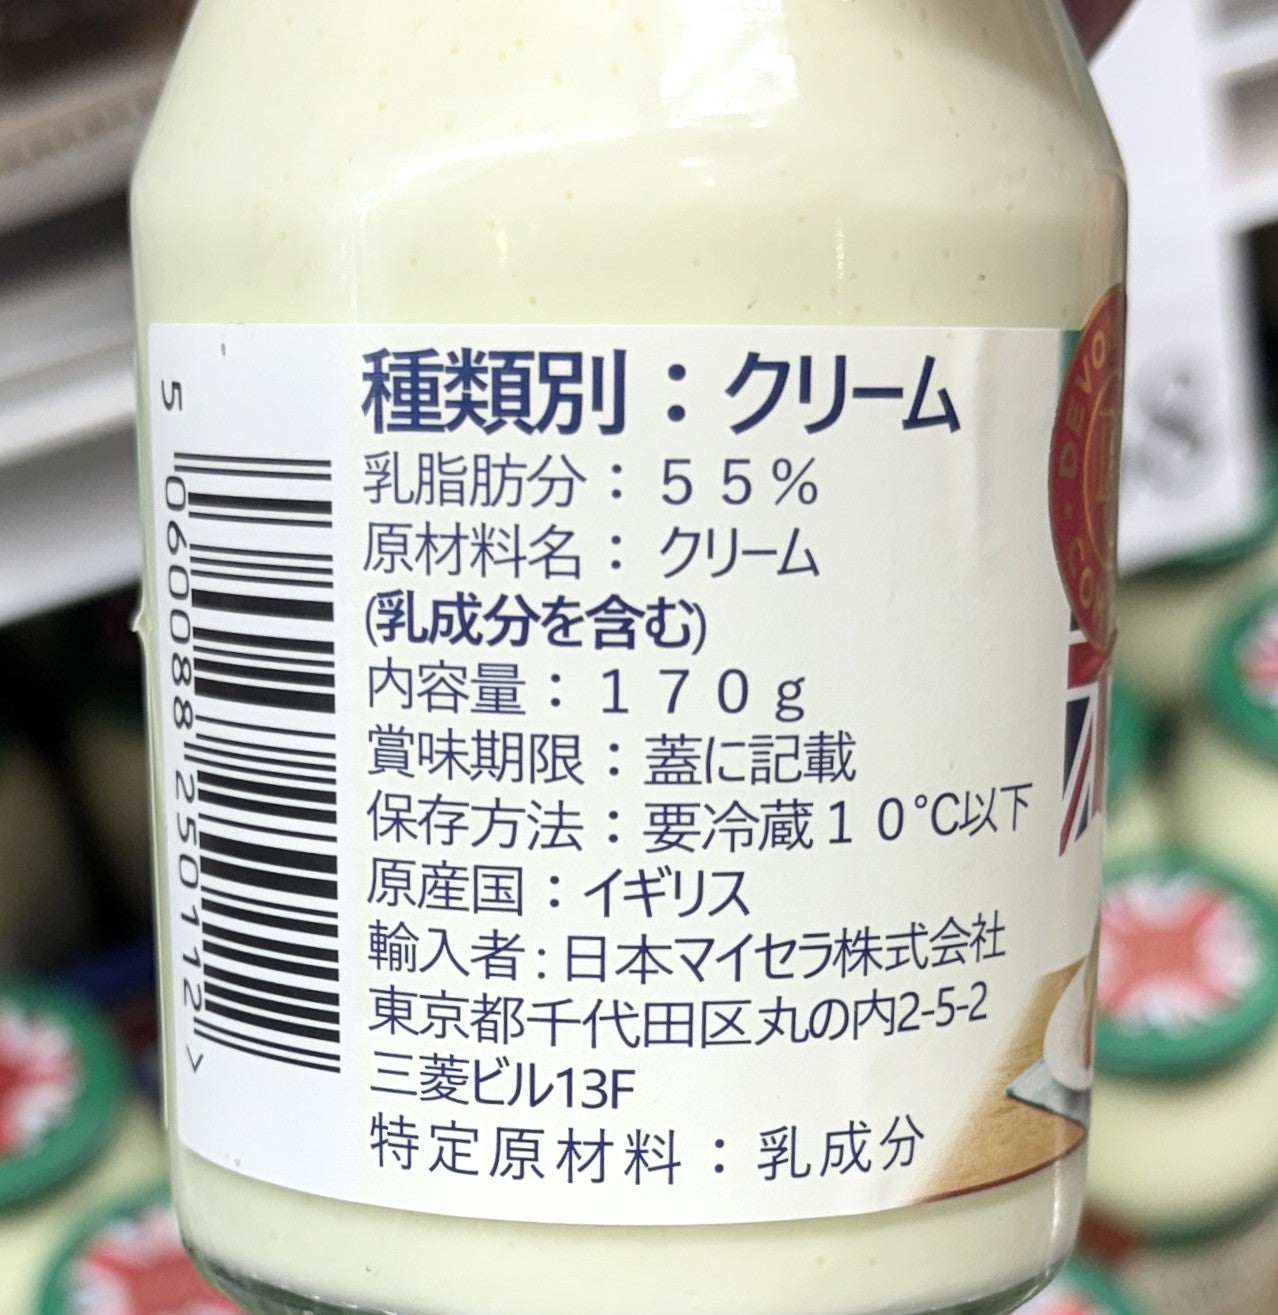 種類別：クリーム
乳脂肪分：５５％
原材料名：クリーム
(乳成分を含む)
内容量：１７０ｇ
賞味期限：蓋に記載
保存方法：要冷蔵１０℃以下
原産国：イギリス
輸入者：日本マイセラ株式会社
東京都千代田区丸の内2-5-2
三菱ビル13F
特定原材料：乳成分
5 060088 250112 >
DEVO